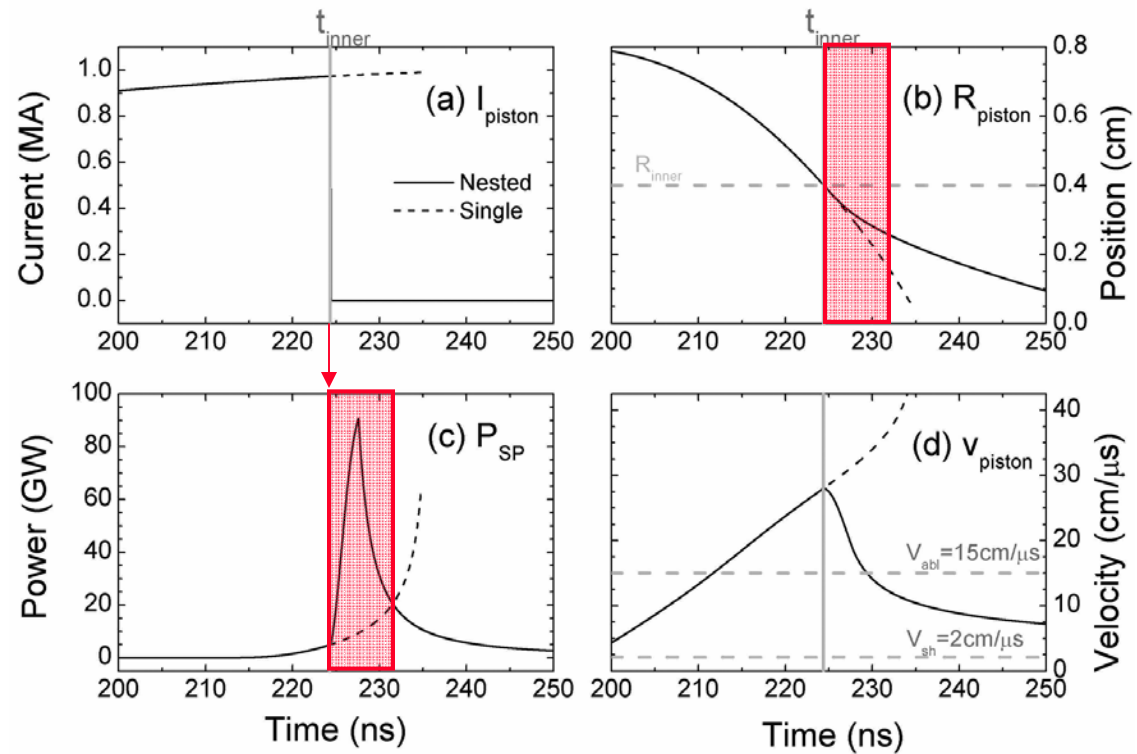 t_inner
t_inner
Current (MA)
1.0
0.8
0.6
0.4
0.2
0.0
(a) I_piston
Nested
Single
200 210 220 230 240 250
(b) R_piston
R_inner
0.8
0.6
0.4
0.2
0.0
Position (cm)
200 210 220 230 240 250
Power (GW)
100
80
60
40
20
0
(c) P_SP
200 210 220 230 240 250
Time (ns)
(d) v_piston
V_abl=15cm/μs
V_sh=2cm/μs
40
30
20
10
0
Velocity (cm/μs)
200 210 220 230 240 250
Time (ns)